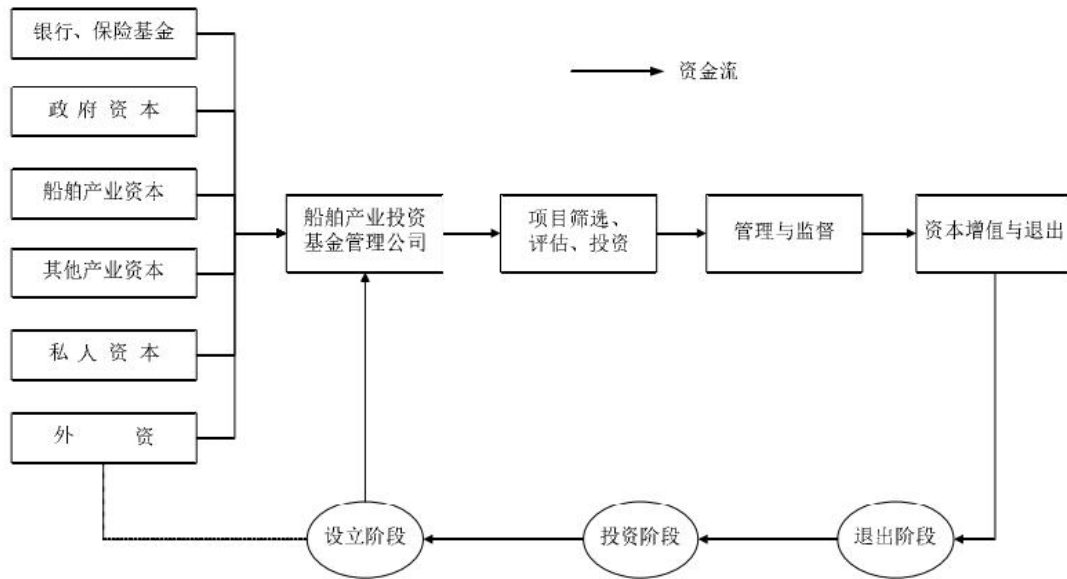 银行、保险基金
政 府 资 本
船舶产业资本
其他产业资本
私 人 资 本
外 资
资金流
船舶产业投资
基金管理公司
项目筛选、
评估、投资
管理与监督
资本增值与退出
设立阶段
投资阶段
退出阶段